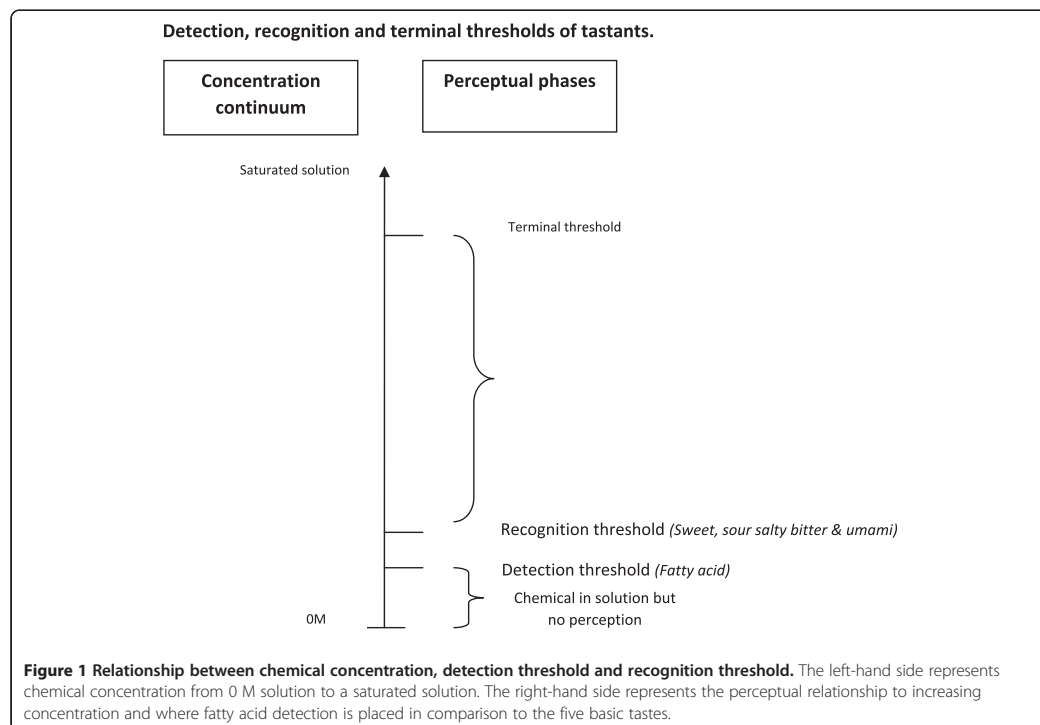 Detection, recognition and terminal thresholds of tastants.
Concentration
continuum
Perceptual phases
Saturated solution
Terminal threshold
Recognition threshold (Sweet, sour salty bitter & umami)
Detection threshold (Fatty acid)
Chemical in solution but
no perception
0M
Figure 1 Relationship between chemical concentration, detection threshold and recognition threshold. The left-hand side represents
chemical concentration from 0 M solution to a saturated solution. The right-hand side represents the perceptual relationship to increasing
concentration and where fatty acid detection is placed in comparison to the five basic tastes.